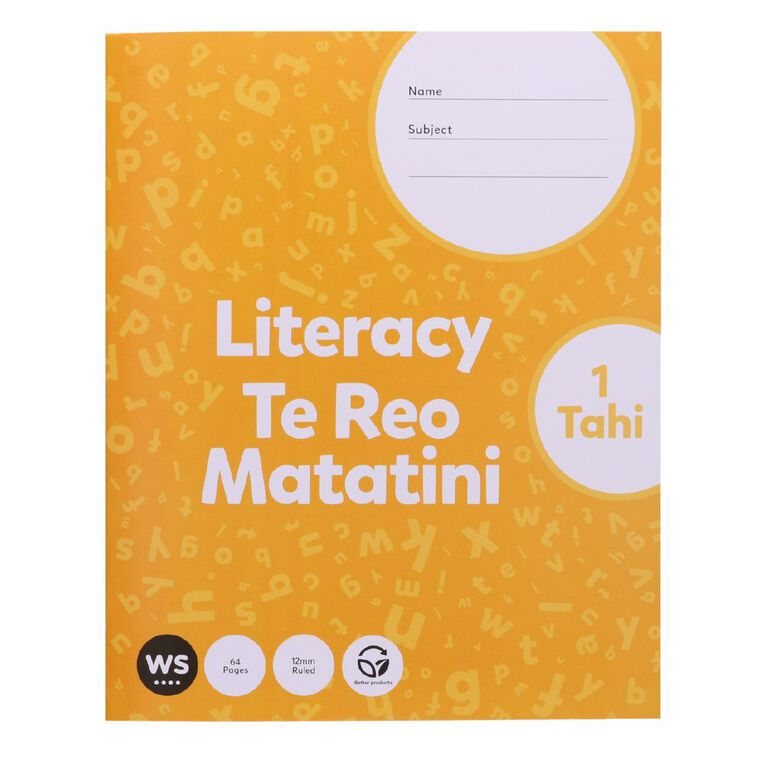 Name
Subject
Literacy
Te Reo
Matatini
1
Tahi
WS
64
Pages
12mm
Ruled
Better products